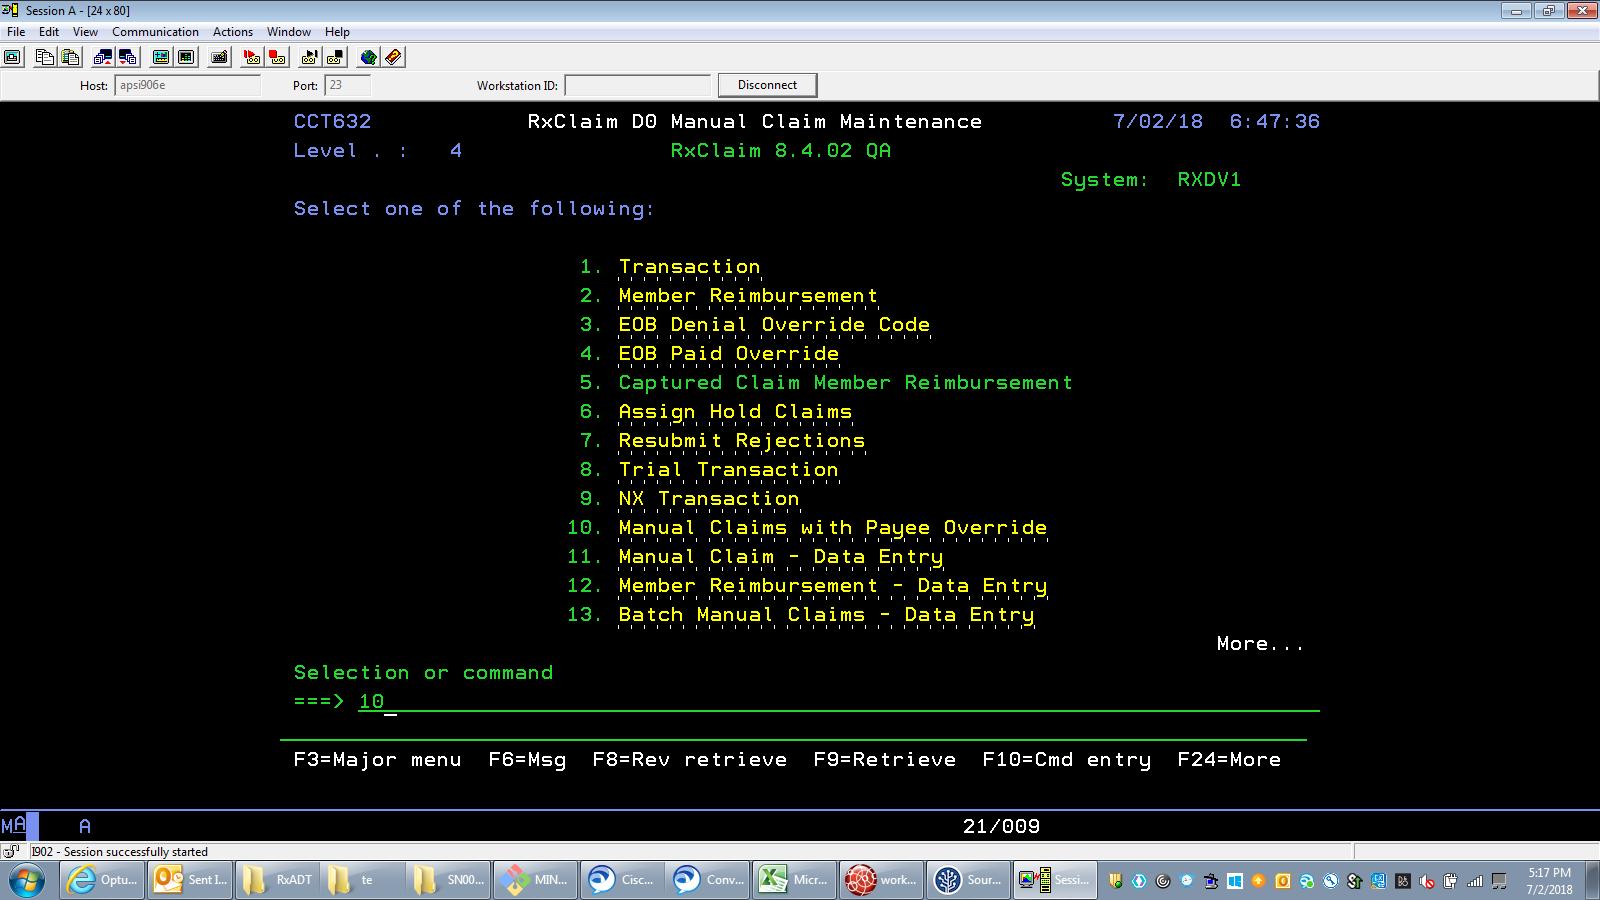 Session A - [24 x 80]
File Edit View Communication Actions Window Help
Host: apsi906e Port: 23 Workstation ID: Disconnect
CCT632 RxClaim D0 Manual Claim Maintenance 7/02/18 6:47:36
Level . : 4 RxClaim 8.4.02 QA
System: RXDV1
Select one of the following:
1. Transaction
2. Member Reimbursement
3. EOB Denial Override Code
4. EOB Paid Override
5. Captured Claim Member Reimbursement
6. Assign Hold Claims
7. Resubmit Rejections
8. Trial Transaction
9. NX Transaction
10. Manual Claims with Payee Override
11. Manual Claim - Data Entry
12. Member Reimbursement - Data Entry
13. Batch Manual Claims - Data Entry
More...
Selection or command
===> 10
F3=Major menu F6=Msg F8=Rev retrieve F9=Retrieve F10=Cmd entry F24=More
MA A 21/009
I902 - Session successfully started
Optu... Sent I... RxADT te SN00... MIN... Cisc... Conv... Micr... work... Sour... Sessi...
5:17 PM
7/2/2018